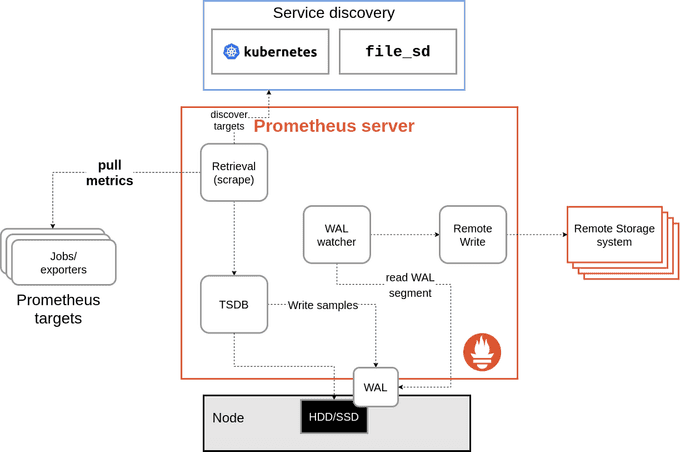 Service discovery
kubernetes
file_sd
discover
targets
Prometheus server
pull
metrics
Retrieval
(scrape)
WAL
watcher
Remote
Write
Remote Storage
system
Jobs/
exporters
Prometheus
targets
read WAL
segment
TSDB
Write samples
WAL
Node
HDD/SSD